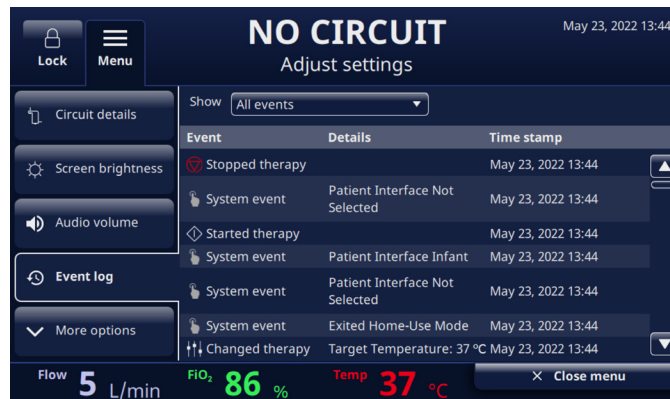 NO CIRCUIT
May 23, 2022 13:44
Lock
Menu
Adjust settings
Show
All events
Circuit details
Event
Details
Time stamp
Stopped therapy
May 23, 2022 13:44
Screen brightness
System event
Patient Interface Not
Selected
May 23, 2022 13:44
Audio volume
Started therapy
May 23, 2022 13:44
System event
Patient Interface Infant
May 23, 2022 13:44
Event log
System event
Patient Interface Not
Selected
May 23, 2022 13:44
More options
System event
Exited Home-Use Mode
May 23, 2022 13:44
Changed therapy
Target Temperature: 37 °C
May 23, 2022 13:44
Flow
5 L/min
FiO₂
86 %
Temp
37 °C
× Close menu